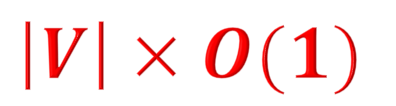 |V| × O(1)